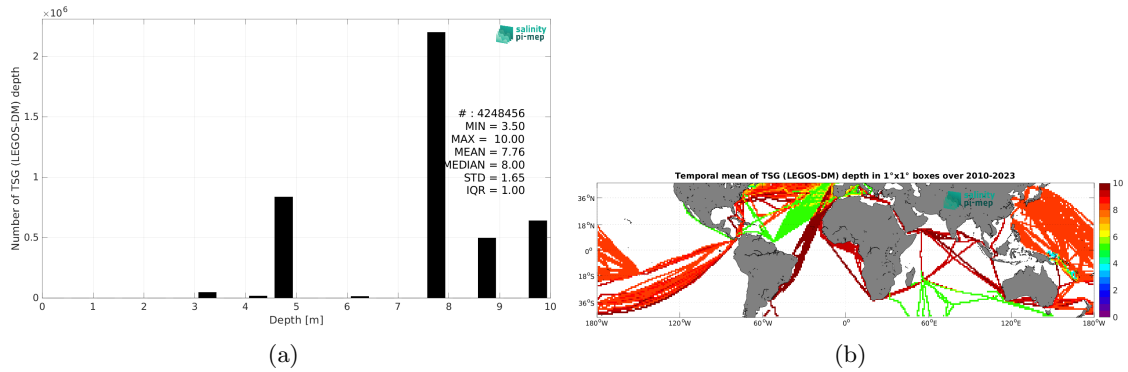 ×10⁶
2
1.5
1
0.5
0
Number of TSG (LEGOS-DM) depth
salinity
pi-mep
# : 4248456
MIN = 3.50
MAX = 10.00
MEAN = 7.76
MEDIAN = 8.00
STD = 1.65
IQR = 1.00
0 1 2 3 4 5 6 7 8 9 10
Depth [m]
(a)
Temporal mean of TSG (LEGOS-DM) depth in 1°x1° boxes over 2010-2023
salinity
pi-mep
36°N
18°N
0°
18°S
36°S
180°W 120°W 60°W 0° 60°E 120°E 180°W
10
8
6
4
2
0
(b)